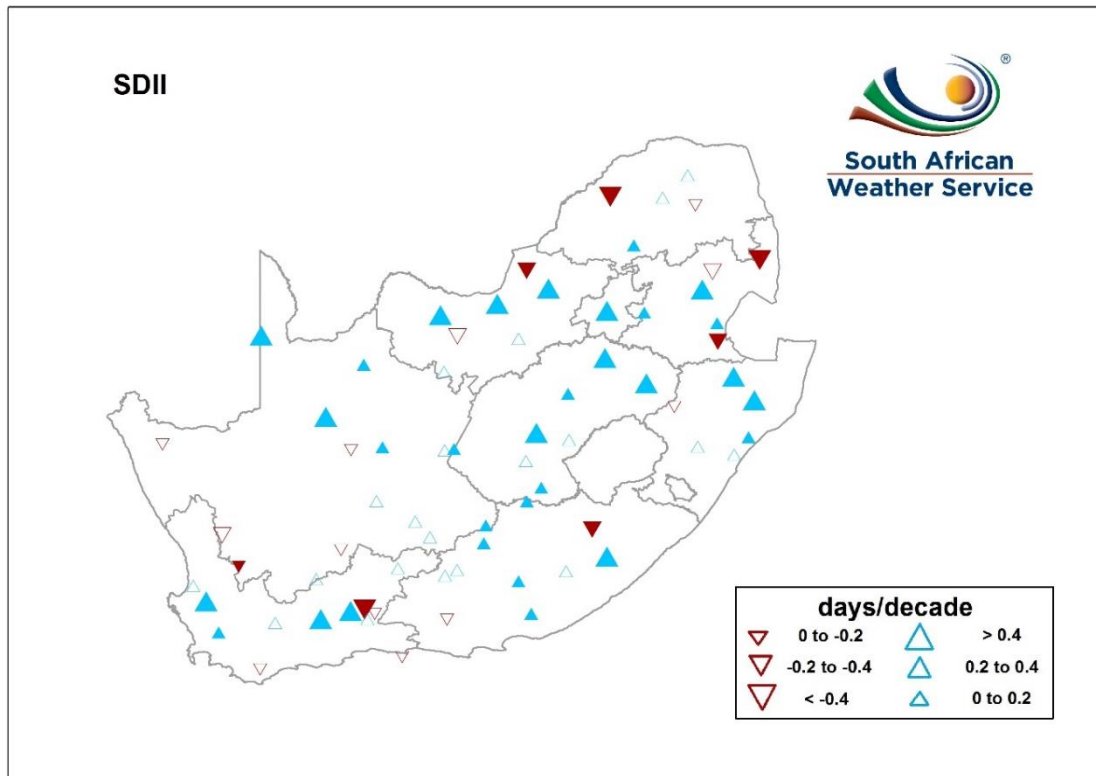 SDII
®
South African
Weather Service
days/decade
0 to -0.2
> 0.4
-0.2 to -0.4
0.2 to 0.4
< -0.4
0 to 0.2